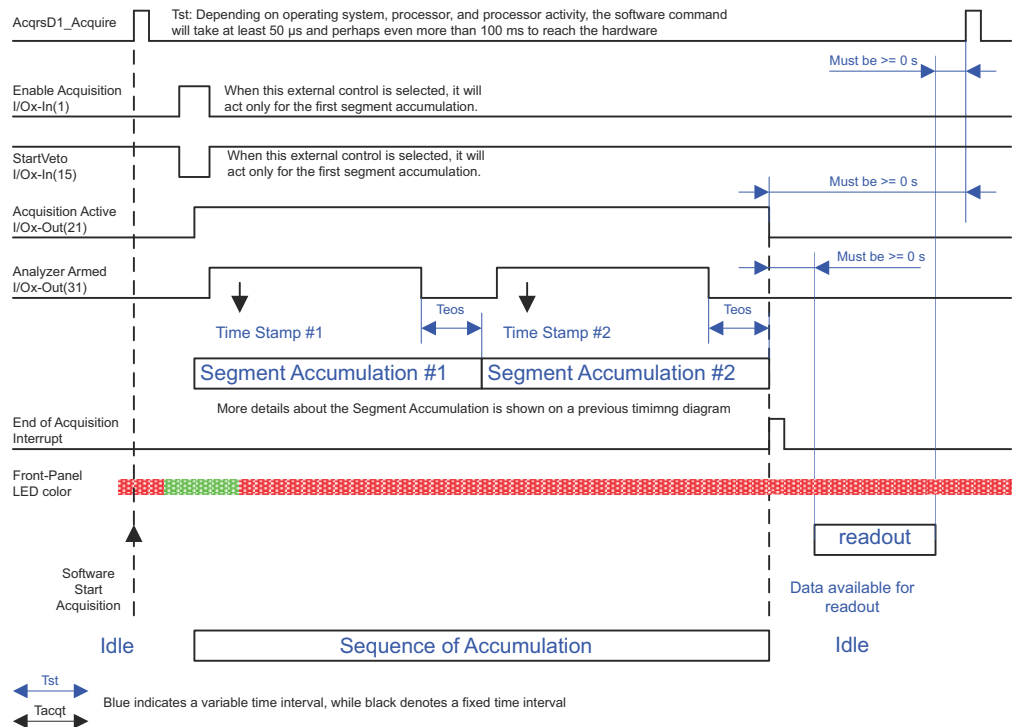 AcqrsD1_Acquire
Tst: Depending on operating system, processor, and processor activity, the software command
will take at least 50 µs and perhaps even more than 100 ms to reach the hardware
Must be >= 0 s
Enable Acquisition
I/Ox-In(1)
When this external control is selected, it will
act only for the first segment accumulation.
StartVeto
I/Ox-In(15)
When this external control is selected, it will
act only for the first segment accumulation.
Must be >= 0 s
Acquisition Active
I/Ox-Out(21)
Must be >= 0 s
Analyzer Armed
I/Ox-Out(31)
Time Stamp #1
Teos
Time Stamp #2
Teos
Segment Accumulation #1
Segment Accumulation #2
More details about the Segment Accumulation is shown on a previous timimng diagram
End of Acquisition
Interrupt
Front-Panel
LED color
readout
Software
Start
Acquisition
Data available for
readout
Idle
Sequence of Accumulation
Idle
Tst
Blue indicates a variable time interval, while black denotes a fixed time interval
Tacqt